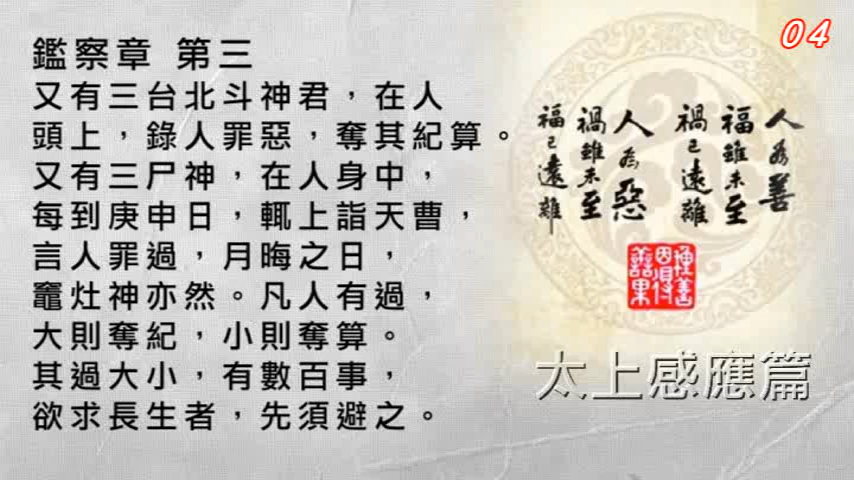 04
鑑察章 第三
又有三台北斗神君，在人
頭上，錄人罪惡，奪其紀算。
又有三尸神，在人身中，
每到庚申日，輒上詣天曹，
言人罪過，月晦之日，
竈灶神亦然。凡人有過，
大則奪紀，小則奪算。
其過大小，有數百事，
欲求長生者，先須避之。
人為善
福雖未至
禍已遠離
人為惡
禍雖未至
福已遠離
種善
因得
善果
太上感應篇